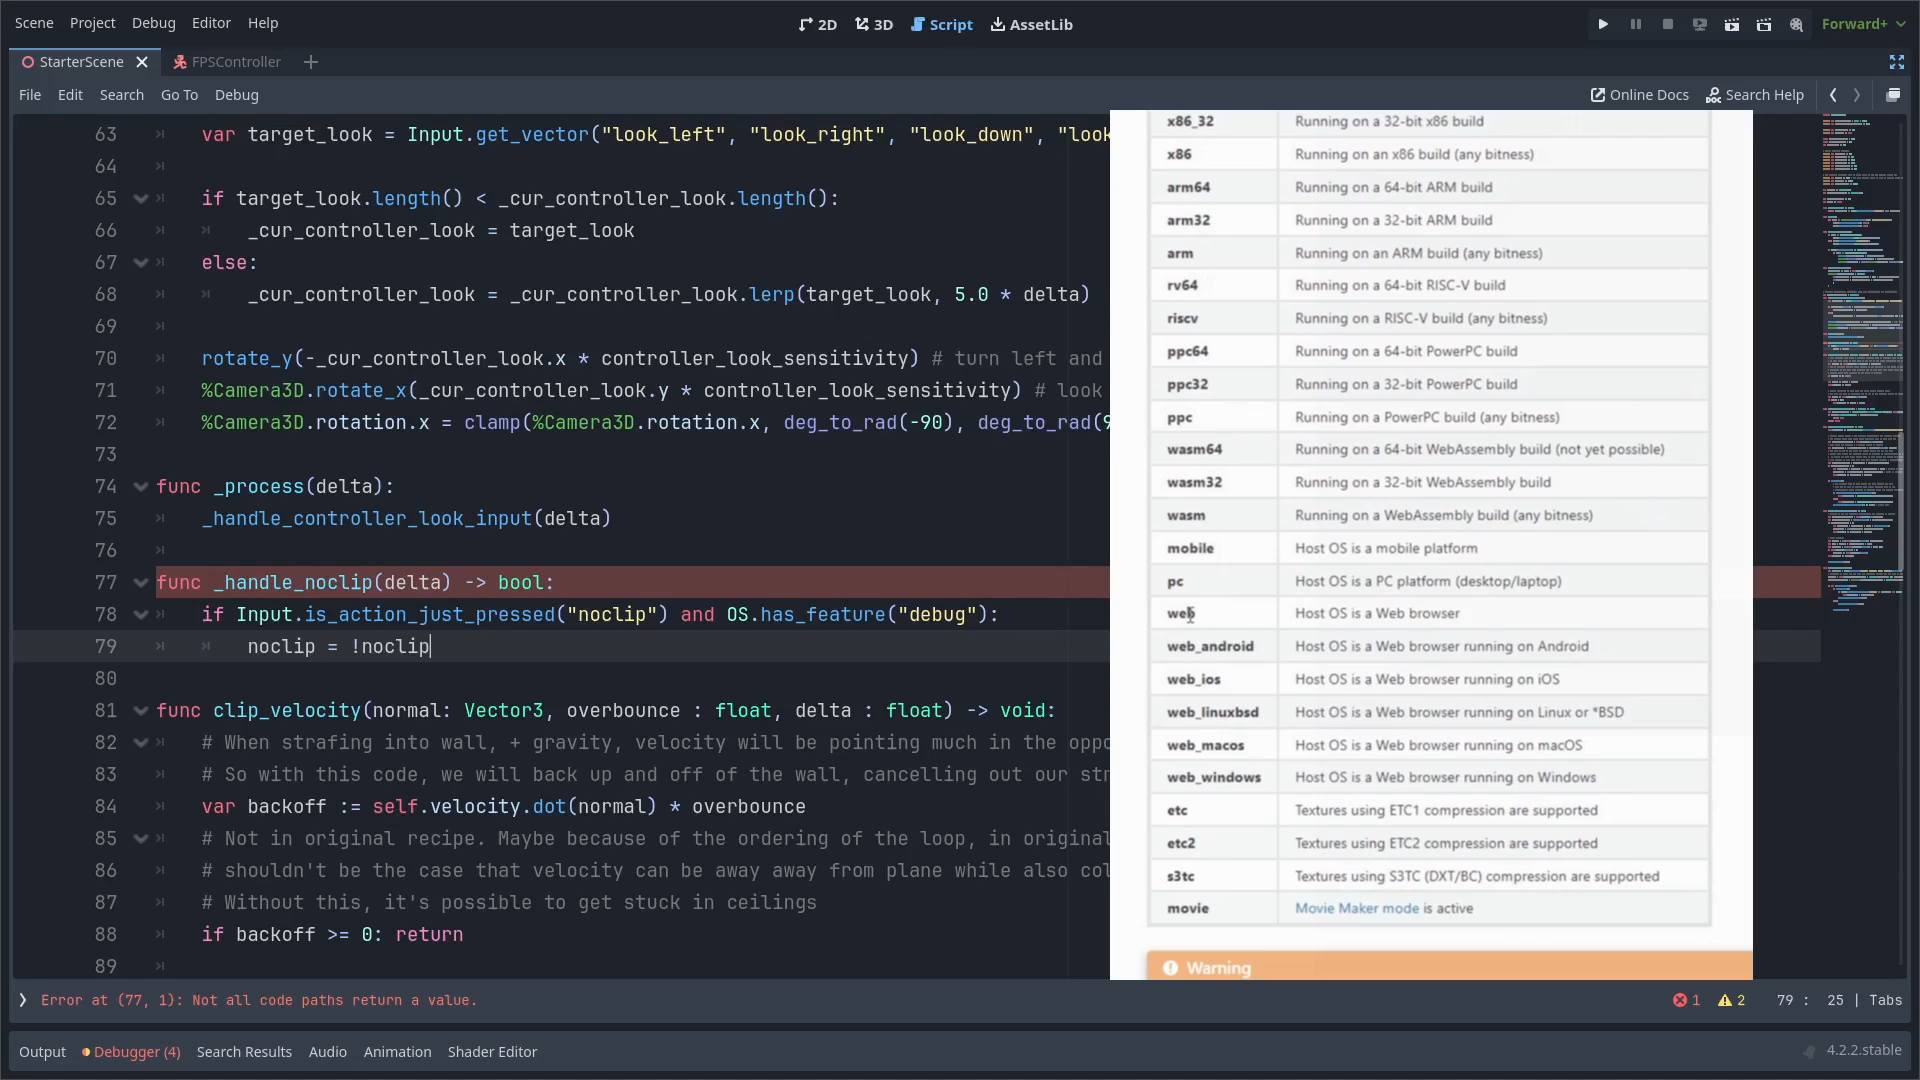 Scene Project Debug Editor Help
2D 3D Script AssetLib
Forward+
StarterScene FPSController
File Edit Search Go To Debug
Online Docs Search Help
63 var target_look = Input.get_vector("look_left", "look_right", "look_down", "look
64
65 if target_look.length() < _cur_controller_look.length():
66 _cur_controller_look = target_look
67 else:
68 _cur_controller_look = _cur_controller_look.lerp(target_look, 5.0 * delta)
69
70 rotate_y(-_cur_controller_look.x * controller_look_sensitivity) # turn left and
71 %Camera3D.rotate_x(_cur_controller_look.y * controller_look_sensitivity) # look
72 %Camera3D.rotation.x = clamp(%Camera3D.rotation.x, deg_to_rad(-90), deg_to_rad(9
73
74 func _process(delta):
75 _handle_controller_look_input(delta)
76
77 func _handle_noclip(delta) -> bool:
78 if Input.is_action_just_pressed("noclip") and OS.has_feature("debug"):
79 noclip = !noclip
80
81 func clip_velocity(normal: Vector3, overbounce : float, delta : float) -> void:
82 # When strafing into wall, + gravity, velocity will be pointing much in the oppo
83 # So with this code, we will back up and off of the wall, cancelling out our str
84 var backoff := self.velocity.dot(normal) * overbounce
85 # Not in original recipe. Maybe because of the ordering of the loop, in original
86 # shouldn't be the case that velocity can be away away from plane while also col
87 # Without this, it's possible to get stuck in ceilings
88 if backoff >= 0: return
89
x86_32 Running on a 32-bit x86 build
x86 Running on an x86 build (any bitness)
arm64 Running on a 64-bit ARM build
arm32 Running on a 32-bit ARM build
arm Running on an ARM build (any bitness)
rv64 Running on a 64-bit RISC-V build
riscv Running on a RISC-V build (any bitness)
ppc64 Running on a 64-bit PowerPC build
ppc32 Running on a 32-bit PowerPC build
ppc Running on a PowerPC build (any bitness)
wasm64 Running on a 64-bit WebAssembly build (not yet possible)
wasm32 Running on a 32-bit WebAssembly build
wasm Running on a WebAssembly build (any bitness)
mobile Host OS is a mobile platform
pc Host OS is a PC platform (desktop/laptop)
web Host OS is a Web browser
web_android Host OS is a Web browser running on Android
web_ios Host OS is a Web browser running on iOS
web_linuxbsd Host OS is a Web browser running on Linux or *BSD
web_macos Host OS is a Web browser running on macOS
web_windows Host OS is a Web browser running on Windows
etc Textures using ETC1 compression are supported
etc2 Textures using ETC2 compression are supported
s3tc Textures using S3TC (DXT/BC) compression are supported
movie Movie Maker mode is active
Warning
Error at (77, 1): Not all code paths return a value.
1 2 79 : 25 | Tabs
Output Debugger (4) Search Results Audio Animation Shader Editor
4.2.2.stable